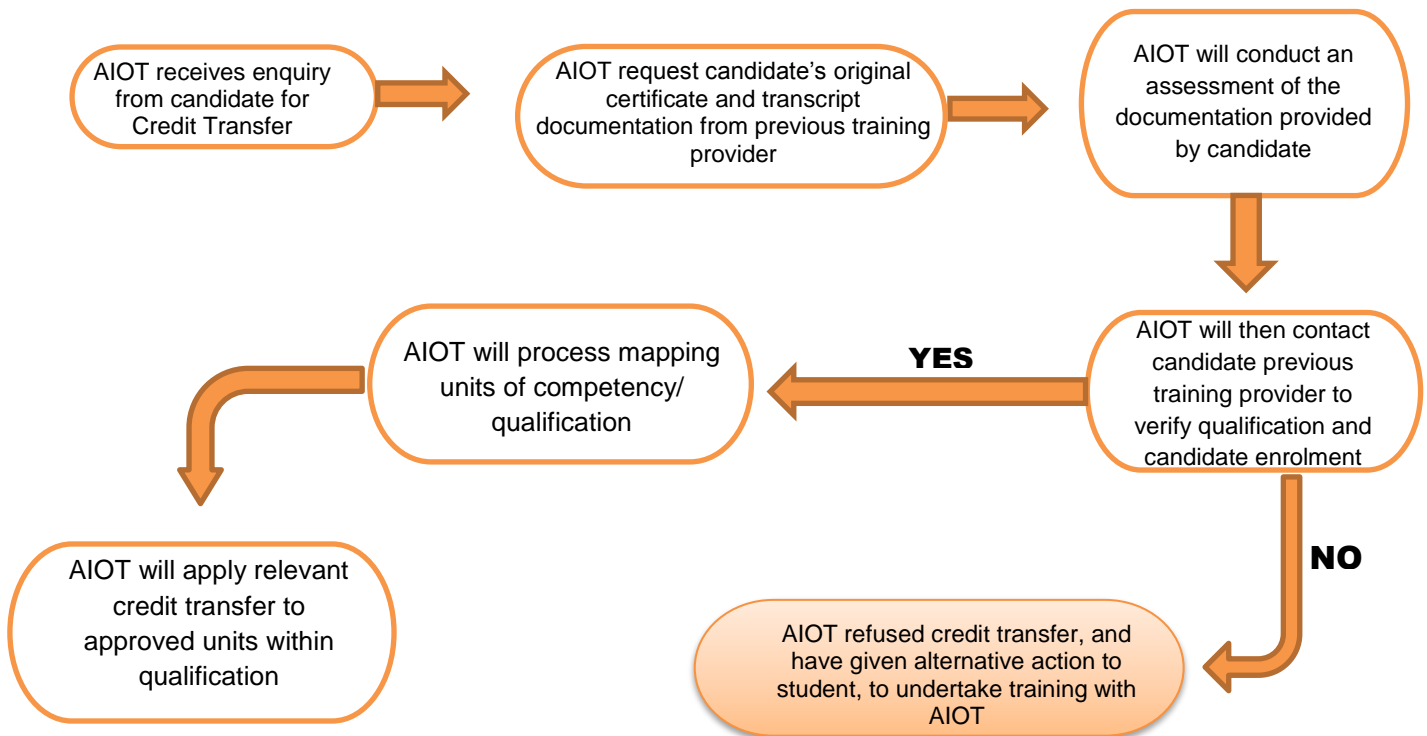 AIOT receives enquiry
from candidate for
Credit Transfer
AIOT request candidate’s original
certificate and transcript
documentation from previous training
provider
AIOT will conduct an
assessment of the
documentation provided
by candidate
AIOT will then contact
candidate previous
training provider to
verify qualification and
candidate enrolment
YES
AIOT will process mapping
units of competency/
qualification
AIOT will apply relevant
credit transfer to
approved units within
qualification
NO
AIOT refused credit transfer, and
have given alternative action to
student, to undertake training with
AIOT